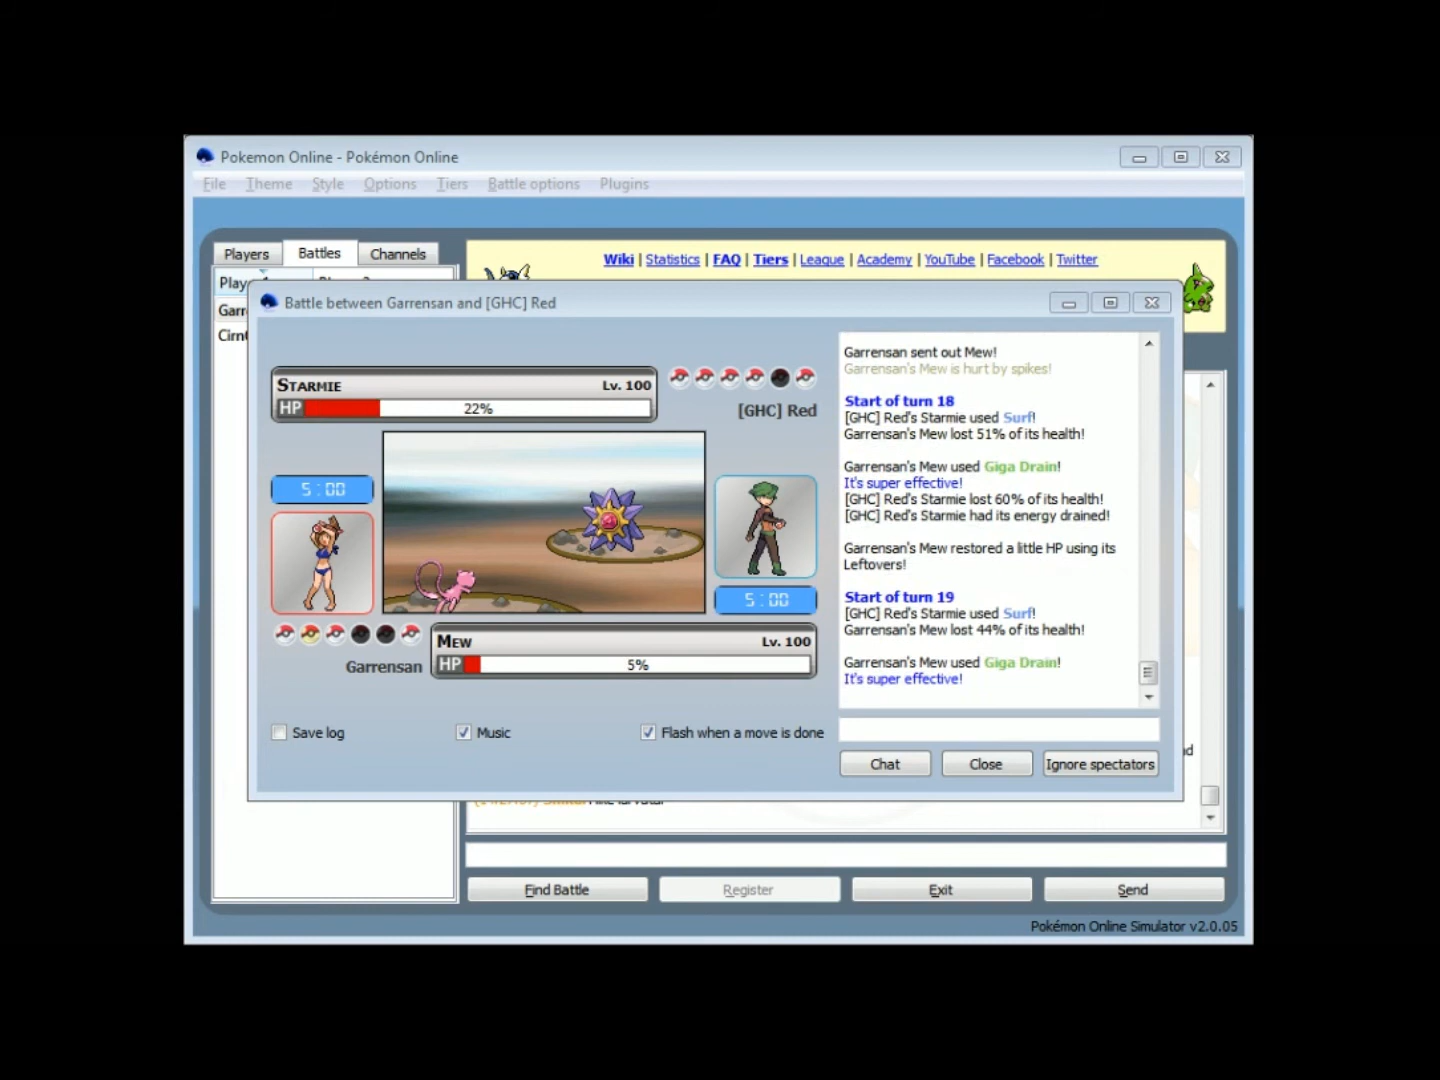 Pokemon Online - Pokémon Online
File Theme Style Options Tiers Battle options Plugins
Players Battles Channels
Wiki | Statistics | FAQ | Tiers | League | Academy | YouTube | Facebook | Twitter
Battle between Garrensan and [GHC] Red
STARMIE Lv. 100
HP 22%
[GHC] Red
5:00
5:00
Garrensan
MEW Lv. 100
HP 5%
Save log Music Flash when a move is done
Garrensan sent out Mew!
Garrensan's Mew is hurt by spikes!
Start of turn 18
[GHC] Red's Starmie used Surf!
Garrensan's Mew lost 51% of its health!
Garrensan's Mew used Giga Drain!
It's super effective!
[GHC] Red's Starmie lost 60% of its health!
[GHC] Red's Starmie had its energy drained!
Garrensan's Mew restored a little HP using its
Leftovers!
Start of turn 19
[GHC] Red's Starmie used Surf!
Garrensan's Mew lost 44% of its health!
Garrensan's Mew used Giga Drain!
It's super effective!
Chat Close Ignore spectators
Find Battle Register Exit Send
Pokémon Online Simulator v2.0.05